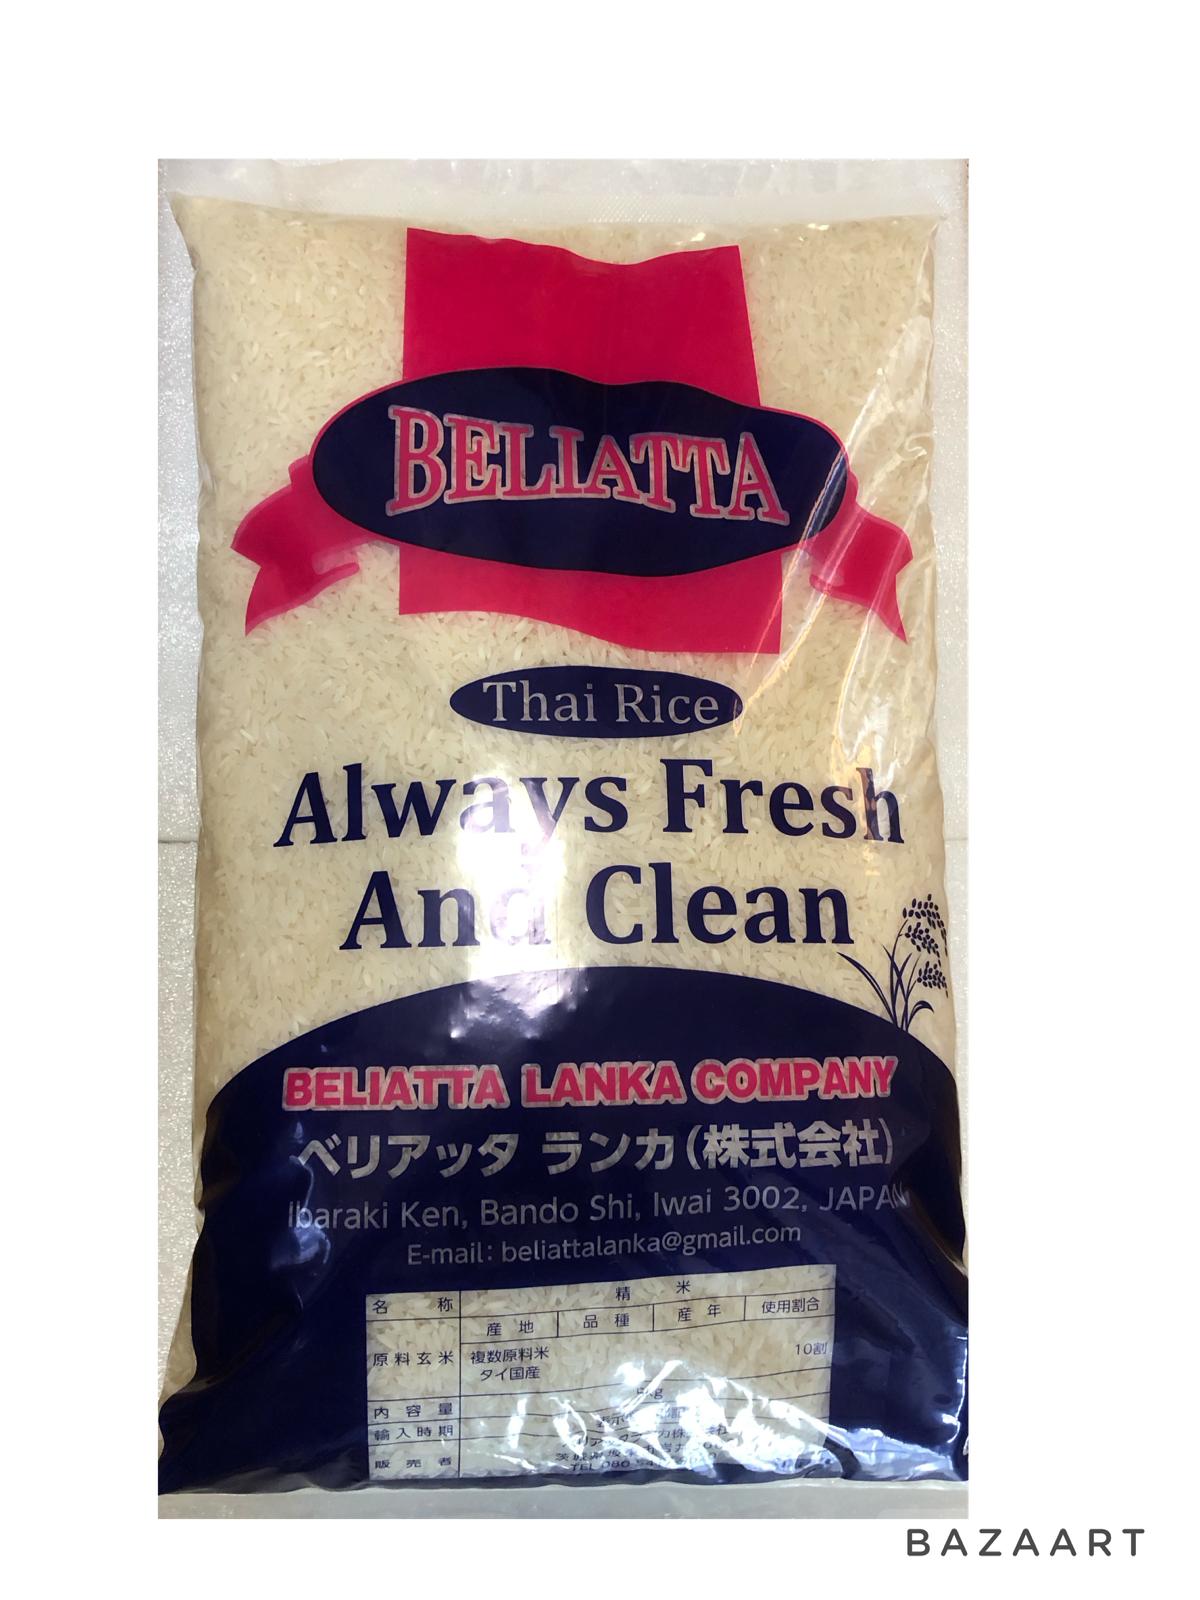 BELIATTA
Thai Rice
Always Fresh
And Clean
BELIATTA LANKA COMPANY
ベリアッタ ランカ(株式会社)
Ibaraki Ken, Bando Shi, Iwai 3002, JAPAN
E-mail: beliattalanka@gmail.com
名称 精米
産地 品種 産年 使用割合
原料玄米 複数原料米 10割
タイ国産
内容量 5kg
輸入時期
販売者
BAZAART